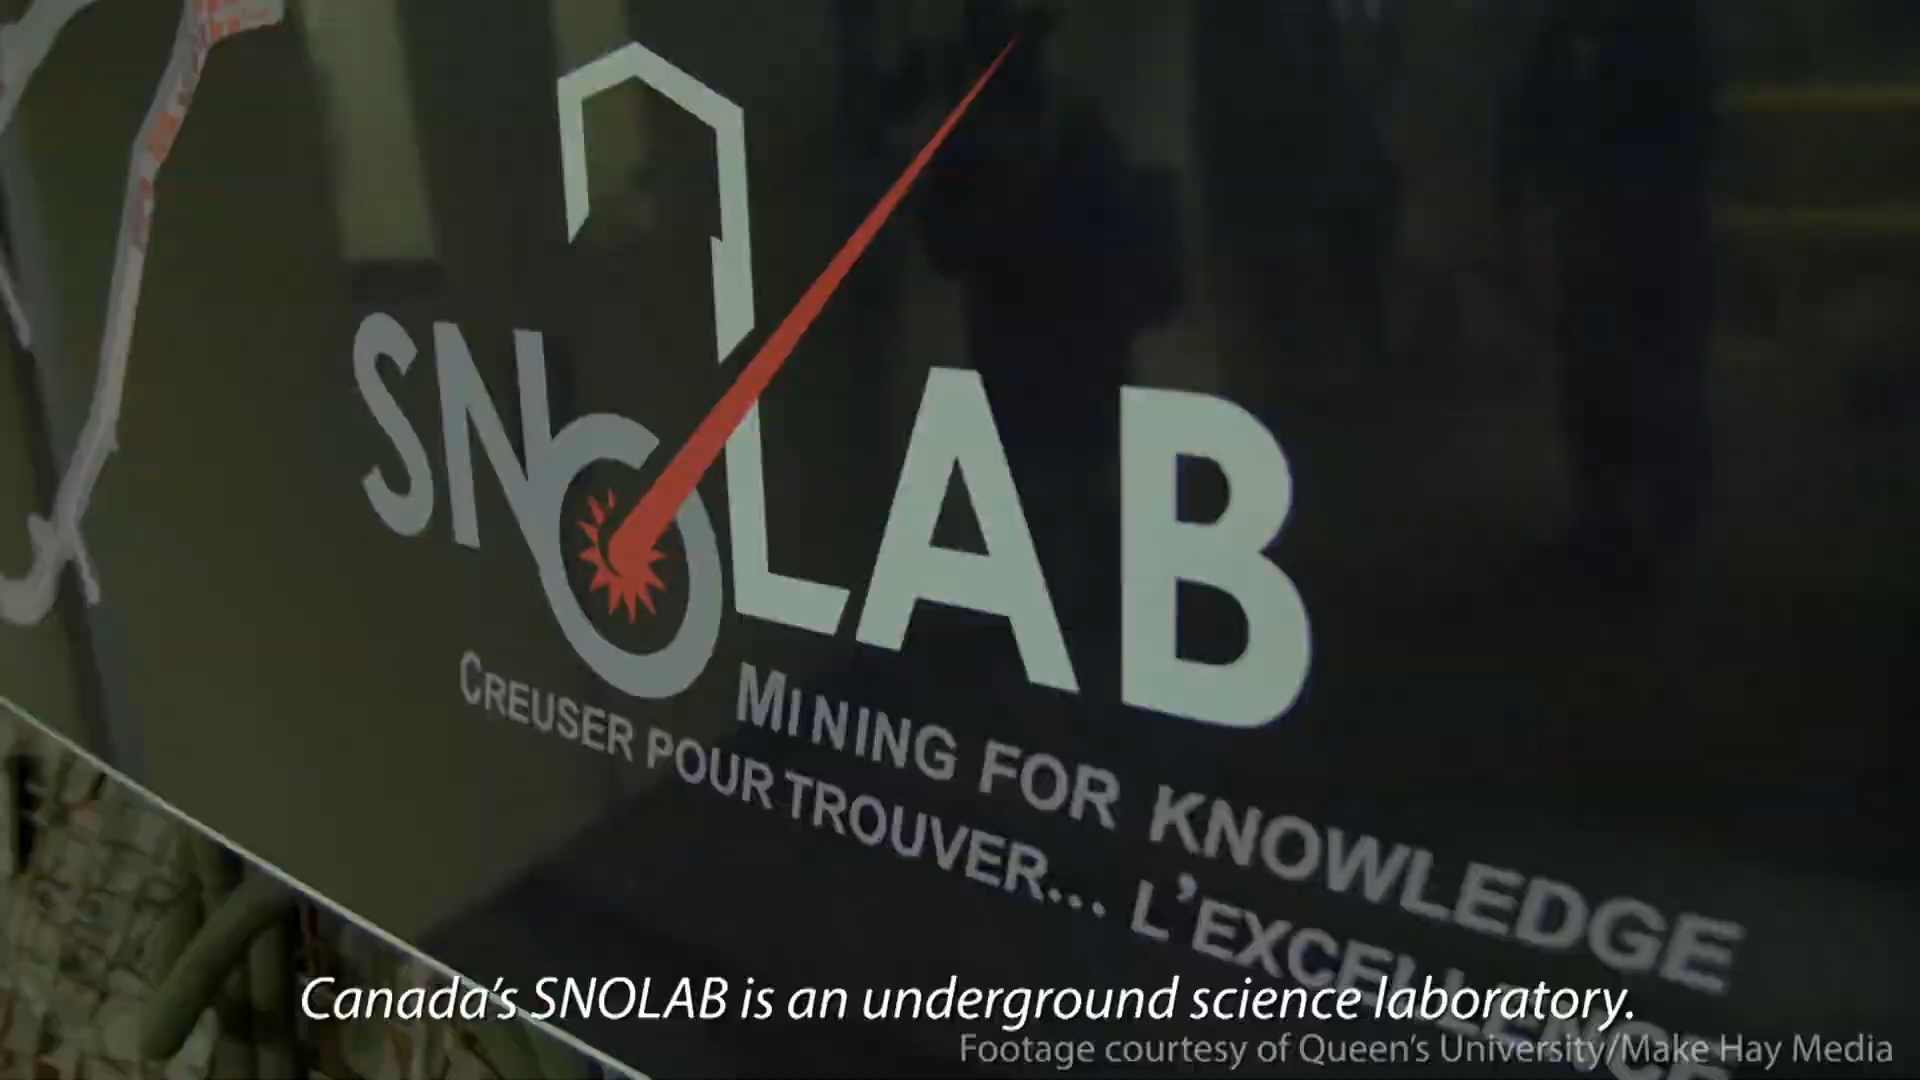 SNOLAB
MINING FOR KNOWLEDGE
CREUSER POUR TROUVER... L'EXCELLENCE
Canada's SNOLAB is an underground science laboratory.
Footage courtesy of Queen's University/Make Hay Media